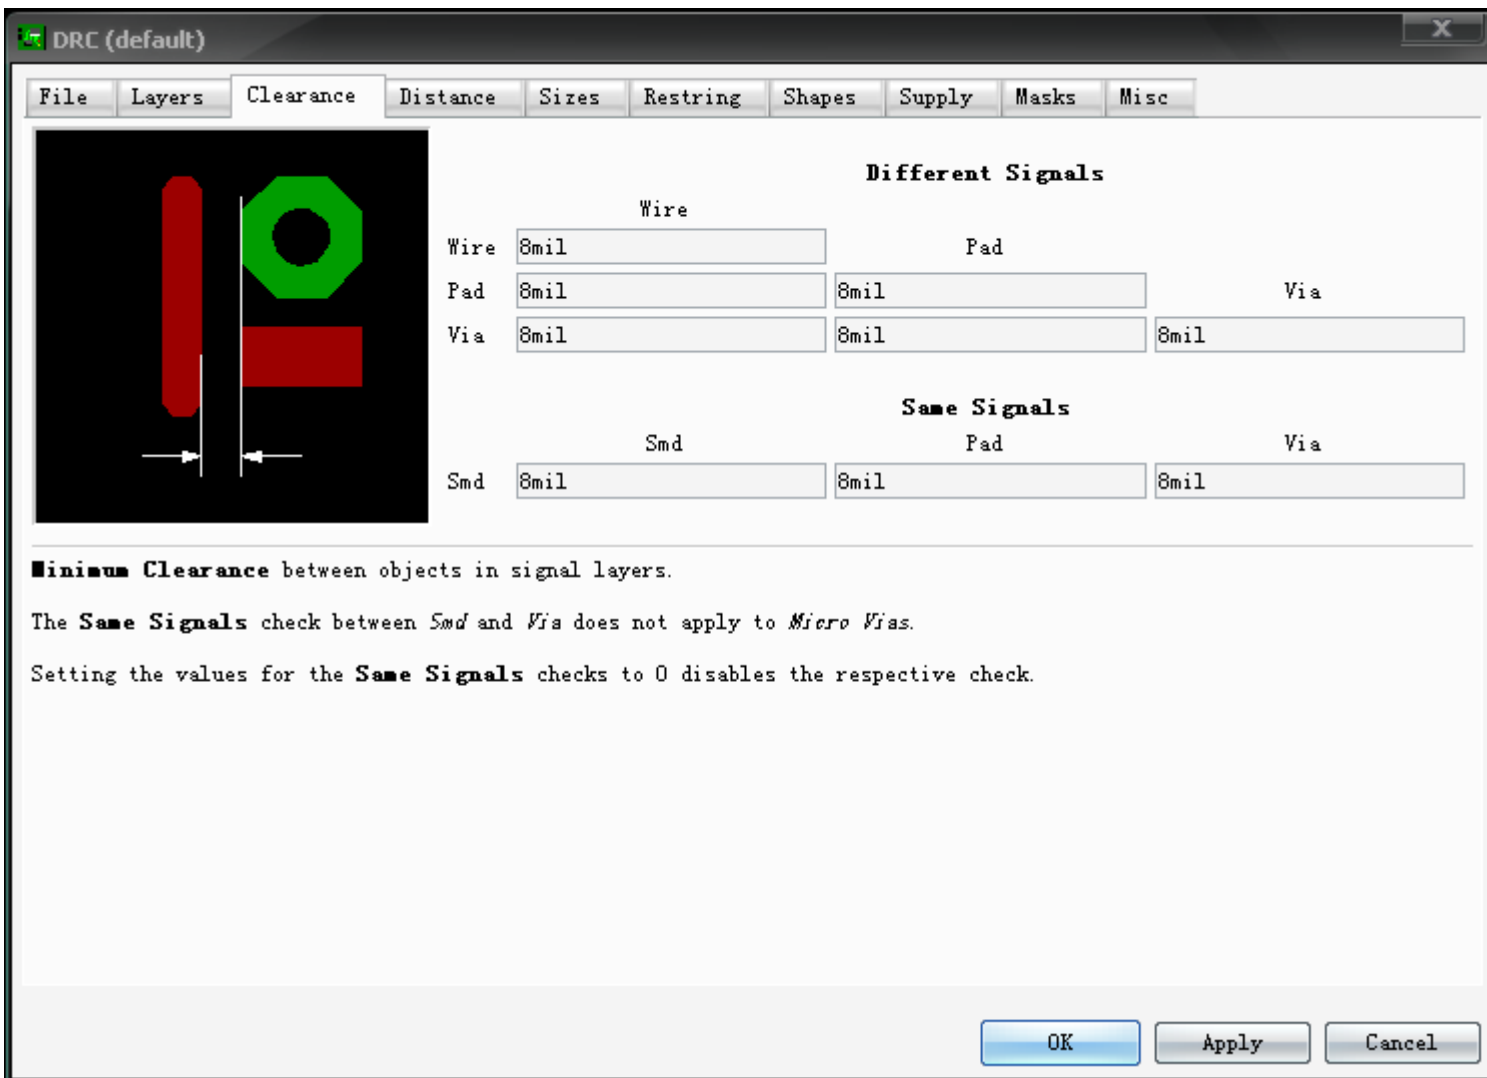 DRC (default)
File Layers Clearance Distance Sizes Restring Shapes Supply Masks Misc
Different Signals
Wire
Wire 8mil Pad
Pad 8mil 8mil Via
Via 8mil 8mil 8mil
Same Signals
Smd Pad Via
Smd 8mil 8mil 8mil
Minimum Clearance between objects in signal layers.
The Same Signals check between Smd and Via does not apply to Micro Vias.
Setting the values for the Same Signals checks to 0 disables the respective check.
OK Apply Cancel